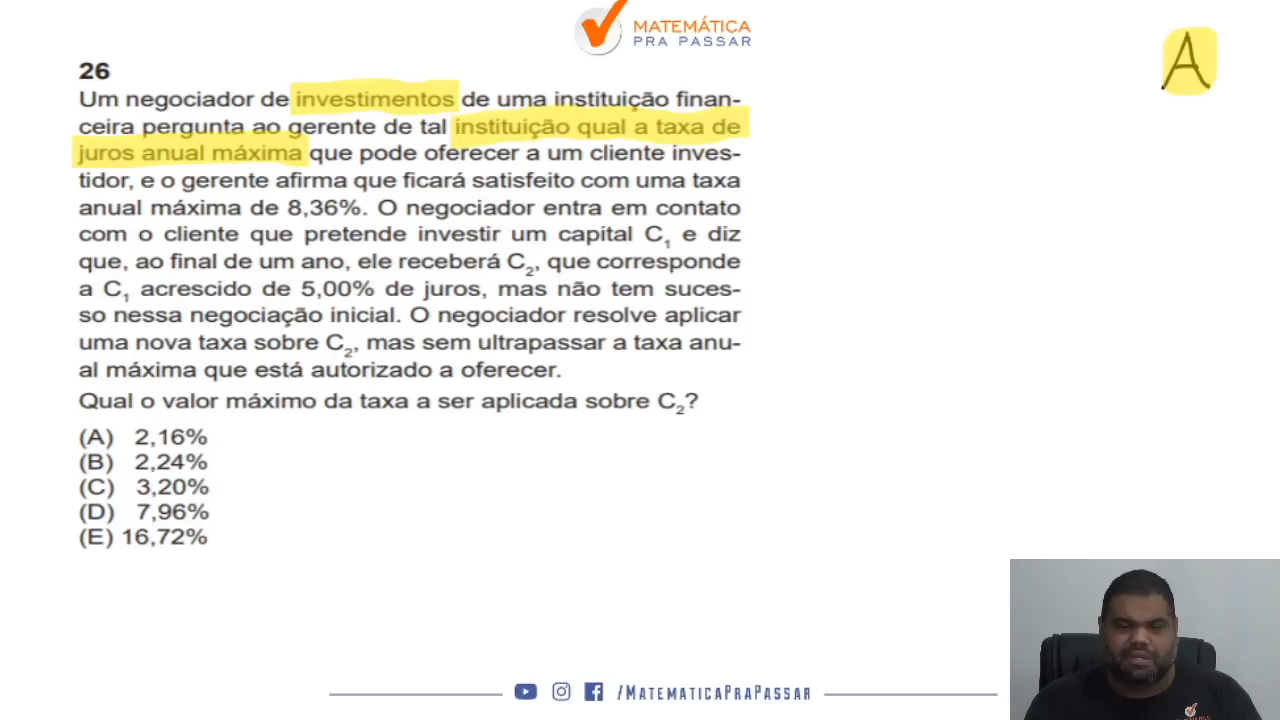 MATEMÁTICA
PRA PASSAR
A
26
Um negociador de investimentos de uma instituição finan-
ceira pergunta ao gerente de tal instituição qual a taxa de
juros anual máxima que pode oferecer a um cliente inves-
tidor, e o gerente afirma que ficará satisfeito com uma taxa
anual máxima de 8,36%. O negociador entra em contato
com o cliente que pretende investir um capital C₁ e diz
que, ao final de um ano, ele receberá C₂, que corresponde
a C₁ acrescido de 5,00% de juros, mas não tem suces-
so nessa negociação inicial. O negociador resolve aplicar
uma nova taxa sobre C₂, mas sem ultrapassar a taxa anu-
al máxima que está autorizado a oferecer.
Qual o valor máximo da taxa a ser aplicada sobre C₂?
(A) 2,16%
(B) 2,24%
(C) 3,20%
(D) 7,96%
(E) 16,72%
/MATEMATICAPRAPASSAR